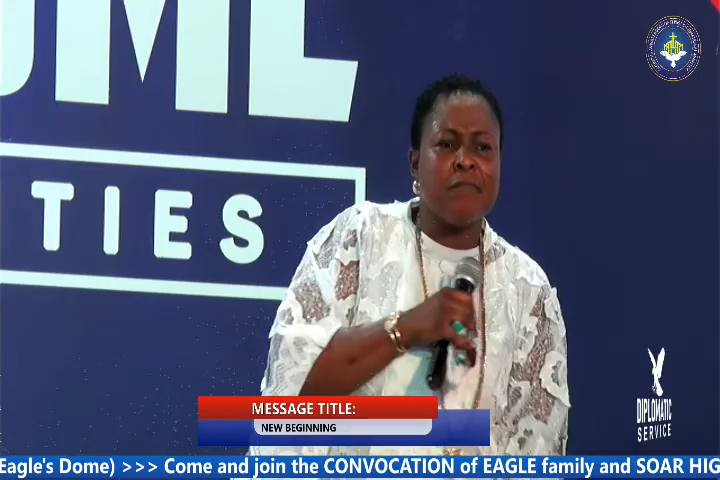 TIES
DIPLOMATIC
SERVICE
MESSAGE TITLE:
NEW BEGINNING
Eagle's Dome) >>> Come and join the CONVOCATION of EAGLE family and SOAR HIG